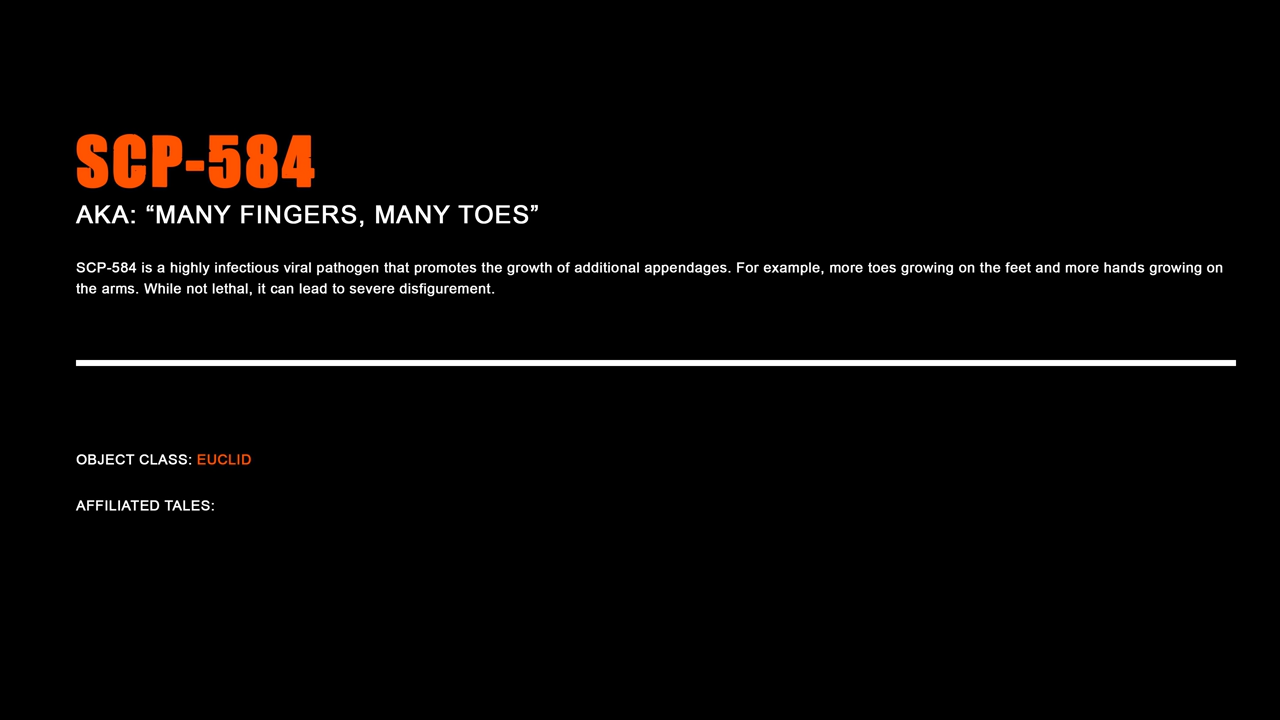 SCP-584
AKA: “MANY FINGERS, MANY TOES”
SCP-584 is a highly infectious viral pathogen that promotes the growth of additional appendages. For example, more toes growing on the feet and more hands growing on
the arms. While not lethal, it can lead to severe disfigurement.
OBJECT CLASS: EUCLID
AFFILIATED TALES: